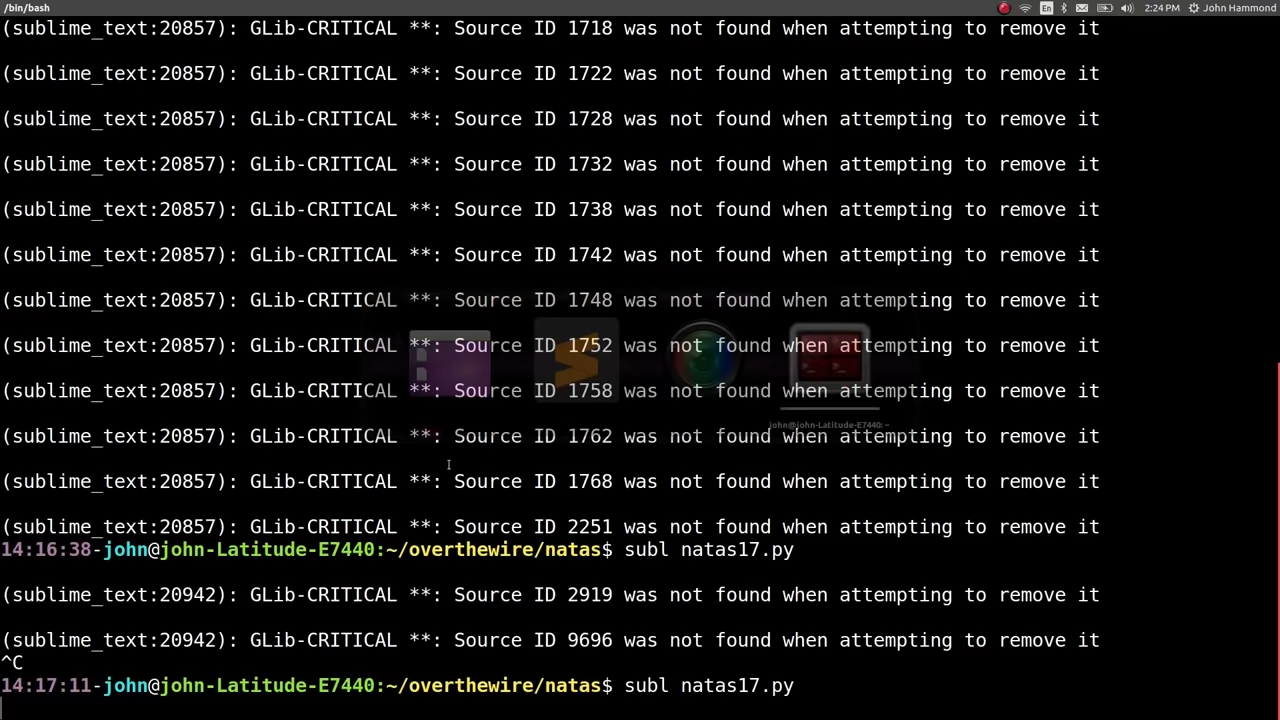 /bin/bash
En
2:24 PM
John Hammond
(sublime_text:20857): GLib-CRITICAL **: Source ID 1718 was not found when attempting to remove it
(sublime_text:20857): GLib-CRITICAL **: Source ID 1722 was not found when attempting to remove it
(sublime_text:20857): GLib-CRITICAL **: Source ID 1728 was not found when attempting to remove it
(sublime_text:20857): GLib-CRITICAL **: Source ID 1732 was not found when attempting to remove it
(sublime_text:20857): GLib-CRITICAL **: Source ID 1738 was not found when attempting to remove it
(sublime_text:20857): GLib-CRITICAL **: Source ID 1742 was not found when attempting to remove it
(sublime_text:20857): GLib-CRITICAL **: Source ID 1748 was not found when attempting to remove it
(sublime_text:20857): GLib-CRITICAL **: Source ID 1752 was not found when attempting to remove it
(sublime_text:20857): GLib-CRITICAL **: Source ID 1758 was not found when attempting to remove it
john@john-Latitude-E7440: ~
(sublime_text:20857): GLib-CRITICAL **: Source ID 1762 was not found when attempting to remove it
(sublime_text:20857): GLib-CRITICAL **: Source ID 1768 was not found when attempting to remove it
(sublime_text:20857): GLib-CRITICAL **: Source ID 2251 was not found when attempting to remove it
14:16:38-john@john-Latitude-E7440:~/overthewire/natas$ subl natas17.py
(sublime_text:20942): GLib-CRITICAL **: Source ID 2919 was not found when attempting to remove it
(sublime_text:20942): GLib-CRITICAL **: Source ID 9696 was not found when attempting to remove it
^C
14:17:11-john@john-Latitude-E7440:~/overthewire/natas$ subl natas17.py